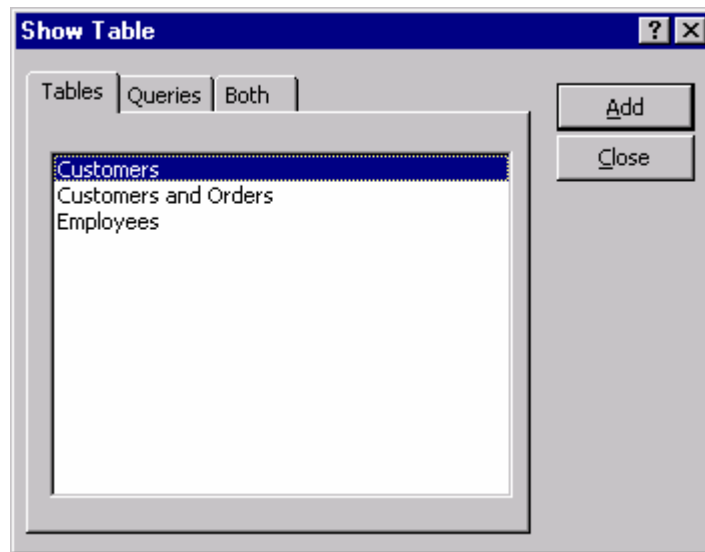 Show Table
Tables Queries Both
Add
Close
Customers
Customers and Orders
Employees